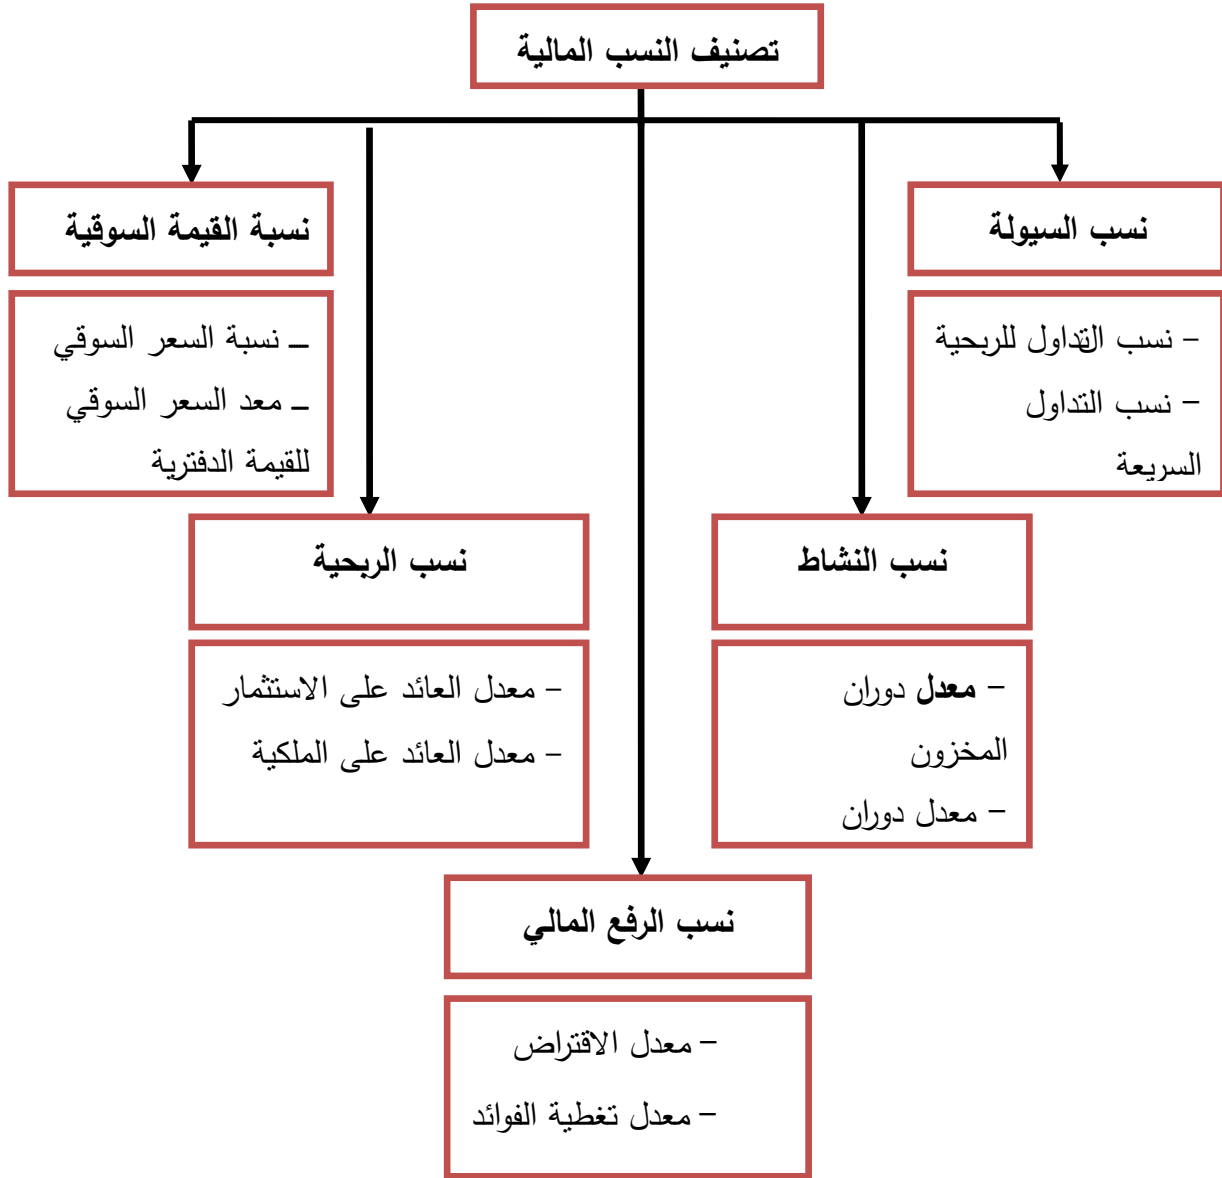 تصنيف النسب المالية
نسب السيولة
– نسب التداول للربحية
– نسب التداول
السريعة
نسبة القيمة السوقية
– نسبة السعر السوقي
– معد السعر السوقي
للقيمة الدفترية
نسب النشاط
– معدل دوران
المخزون
– معدل دوران
نسب الربحية
– معدل العائد على الاستثمار
– معدل العائد على الملكية
نسب الرفع المالي
– معدل الاقتراض
– معدل تغطية الفوائد